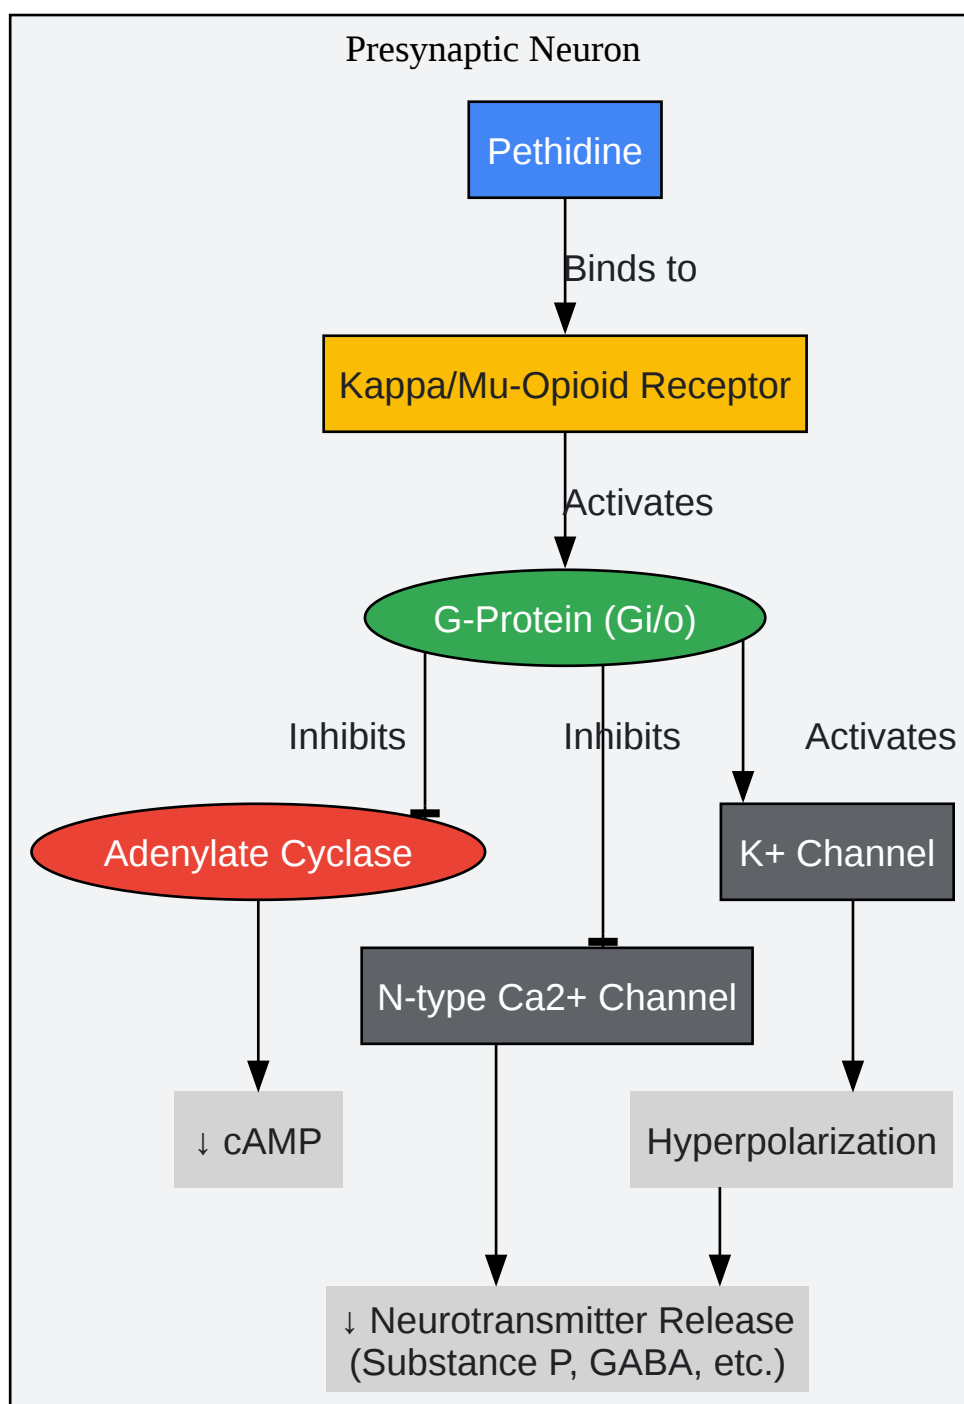 Presynaptic Neuron
Pethidine
Binds to
Kappa/Mu-Opioid Receptor
Activates
G-Protein (Gi/o)
Inhibits
Inhibits
Activates
Adenylate Cyclase
K+ Channel
N-type Ca2+ Channel
↓ cAMP
Hyperpolarization
↓ Neurotransmitter Release
(Substance P, GABA, etc.)